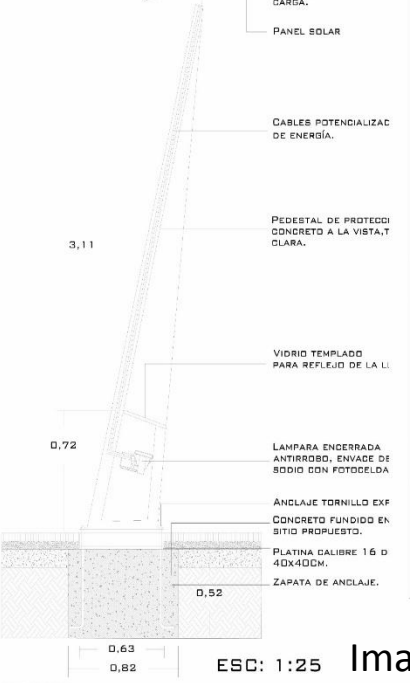 CARGA.
PANEL SOLAR
CABLES POTENCIALIZAD
DE ENERGÍA.
PEDESTAL DE PROTECCI
CONCRETO A LA VISTA,T
CLARA.
3,11
VIDRIO TEMPLADO
PARA REFLEJO DE LA L
0,72
LAMPARA ENCERRADA
ANTIRROBO, ENVACE DE
SODIO CON FOTOCELDA
ANCLAJE TORNILLO EXP
CONCRETO FUNDIDO EN
SITIO PROPUESTO.
PLATINA CALIBRE 16 D
40X40CM.
ZAPATA DE ANCLAJE.
0,52
0,63
0,82
ESC: 1:25
Ima